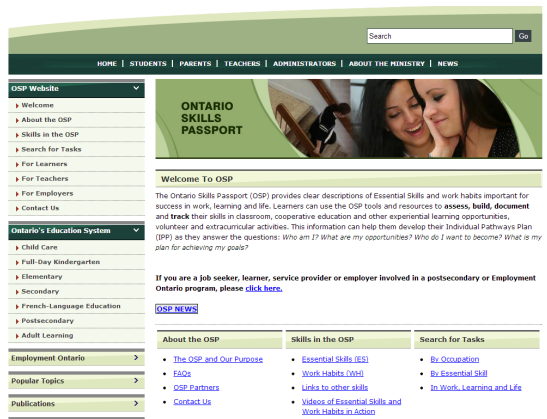 Search
Go
HOME | STUDENTS | PARENTS | TEACHERS | ADMINISTRATORS | ABOUT THE MINISTRY | NEWS
OSP Website
Welcome
About the OSP
Skills in the OSP
Search for Tasks
For Learners
For Teachers
For Employers
Contact Us
Ontario's Education System
Child Care
Full-Day Kindergarten
Elementary
Secondary
French-Language Education
Postsecondary
Adult Learning
Employment Ontario
Popular Topics
Publications
ONTARIO
SKILLS
PASSPORT
Welcome To OSP
The Ontario Skills Passport (OSP) provides clear descriptions of Essential Skills and work habits important for
success in work, learning and life. Learners can use the OSP tools and resources to assess, build, document
and track their skills in classroom, cooperative education and other experiential learning opportunities,
volunteer and extracurricular activities. This information can help them develop their Individual Pathways Plan
(IPP) as they answer the questions: Who am I? What are my opportunities? Who do I want to become? What is my
plan for achieving my goals?
If you are a job seeker, learner, service provider or employer involved in a postsecondary or Employment
Ontario program, please click here.
OSP NEWS
About the OSP
The OSP and Our Purpose
FAQs
OSP Partners
Contact Us
Skills in the OSP
Essential Skills (ES)
Work Habits (WH)
Links to other skills
Videos of Essential Skills and
Work Habits in Action
Search for Tasks
By Occupation
By Essential Skill
In Work, Learning and Life